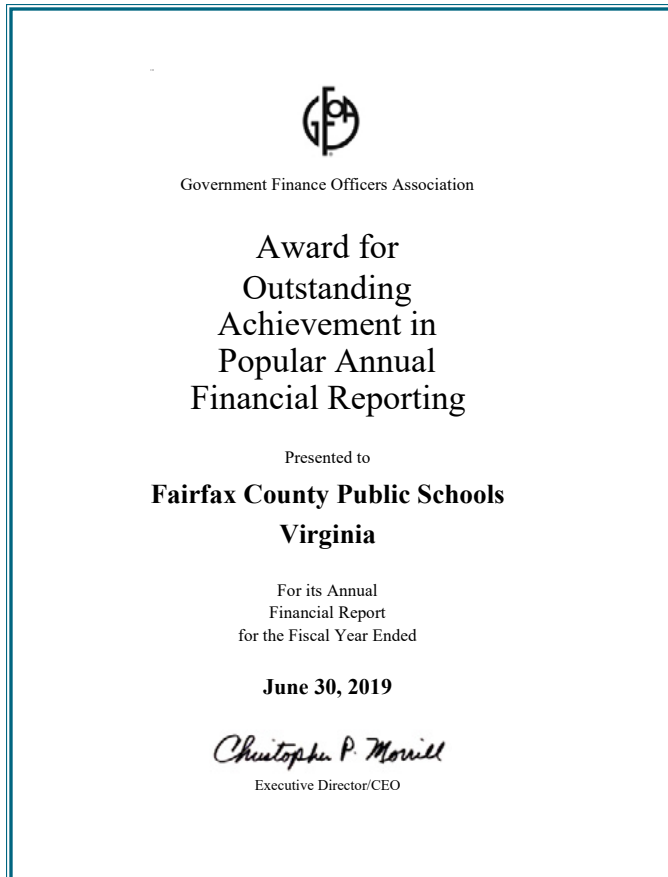 GFOA
Government Finance Officers Association
Award for
Outstanding
Achievement in
Popular Annual
Financial Reporting
Presented to
Fairfax County Public Schools
Virginia
For its Annual
Financial Report
for the Fiscal Year Ended
June 30, 2019
Christopher P. Morrill
Executive Director/CEO